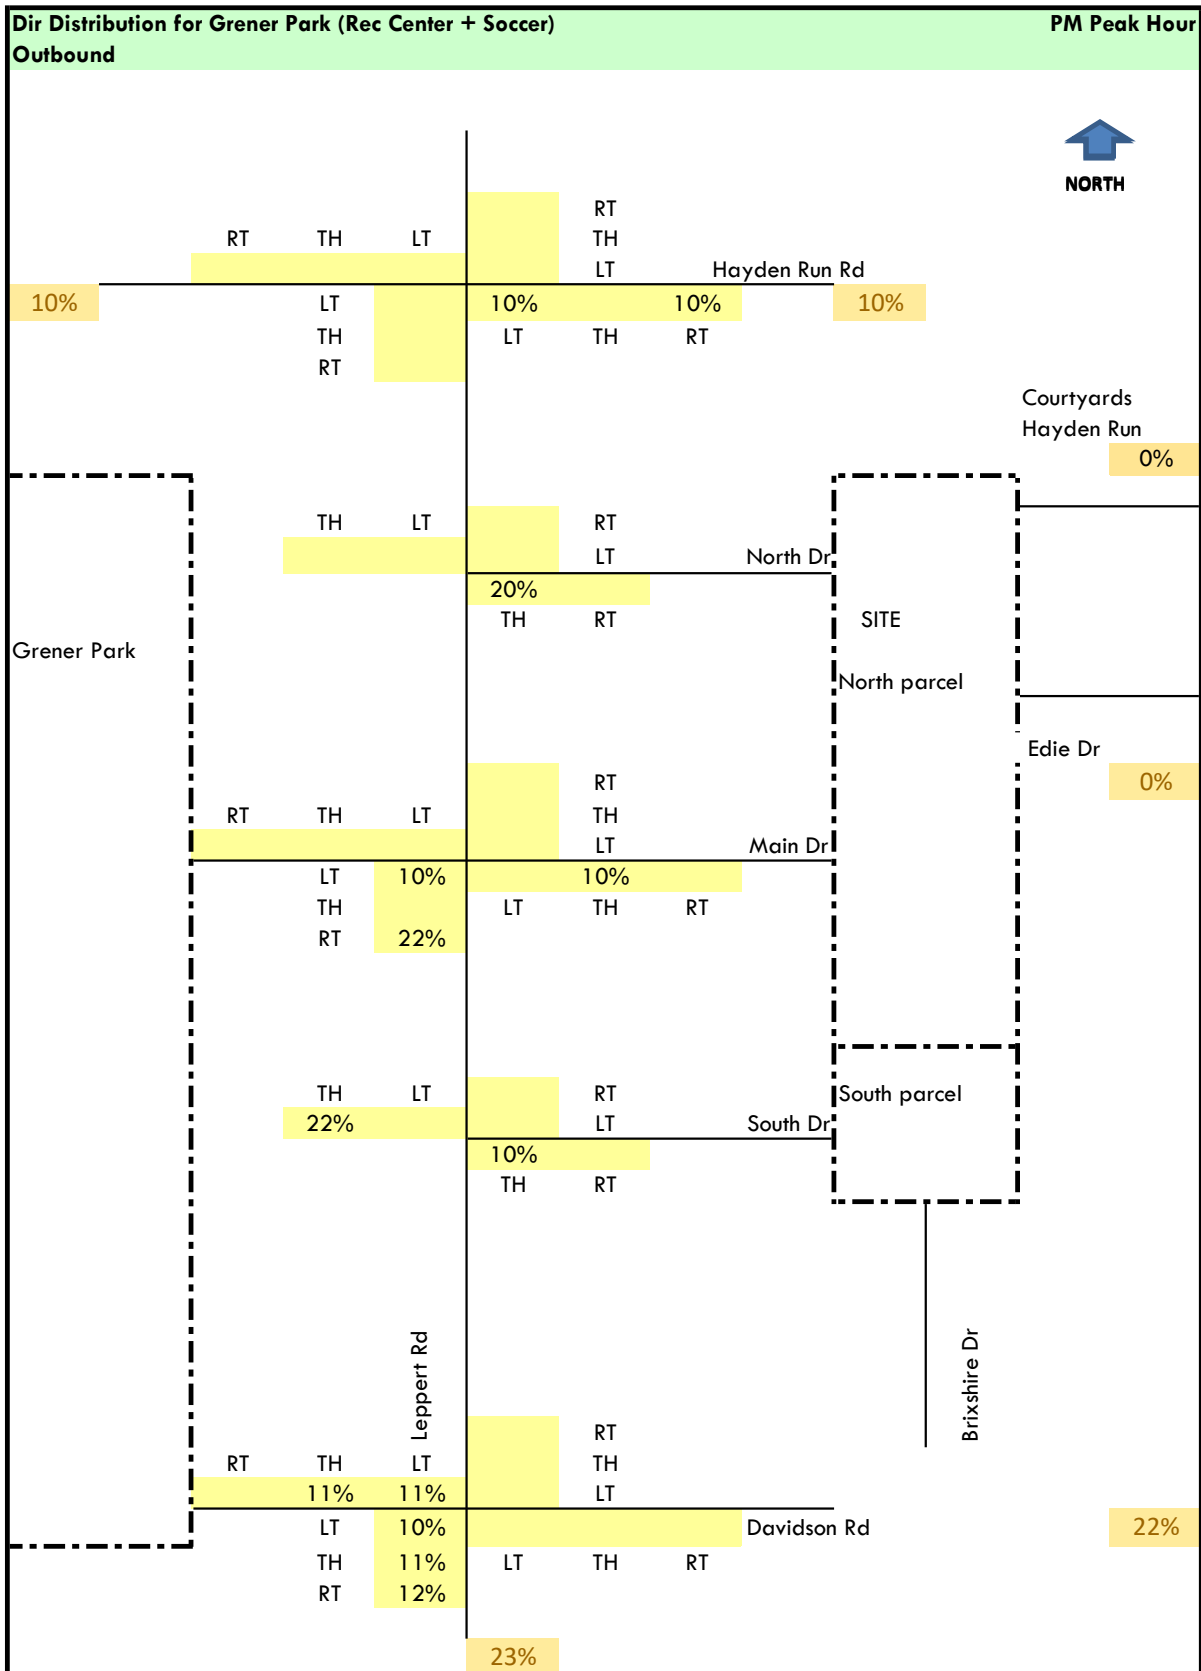 Dir Distribution for Grener Park (Rec Center + Soccer) PM Peak Hour
Outbound
NORTH
RT
RT TH LT TH
LT Hayden Run Rd
10% LT 10% 10% 10%
TH LT TH RT
RT
Courtyards
Hayden Run
0%
TH LT RT
LT North Dr
20%
TH RT SITE
Grener Park
North parcel
Edie Dr
RT 0%
RT TH LT TH
LT Main Dr
LT 10% 10%
TH LT TH RT
RT 22%
TH LT RT South parcel
22% LT South Dr
10%
TH RT
Leppert Rd
Brixshire Dr
RT
RT TH LT TH
11% 11% LT
LT 10% Davidson Rd 22%
TH 11% LT TH RT
RT 12%
23%